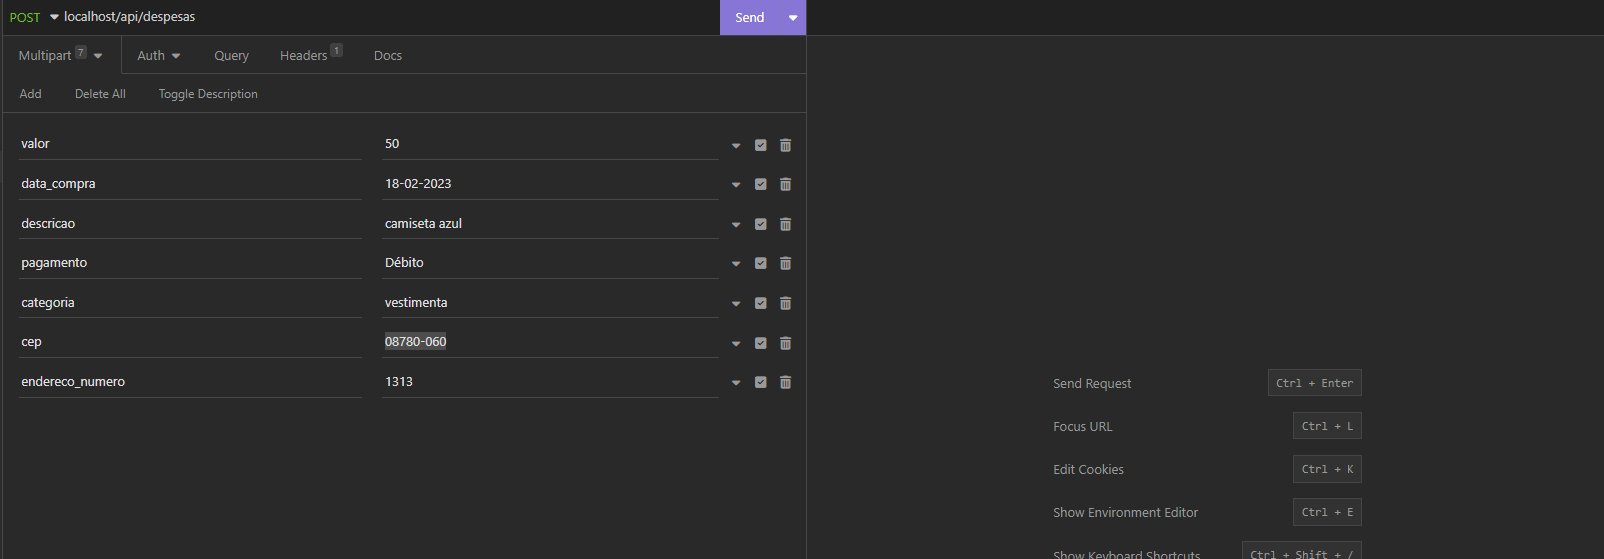 POST localhost/api/despesas Send
Multipart 7 Auth Query Headers 1 Docs
Add Delete All Toggle Description
valor 50
data_compra 18-02-2023
descricao camiseta azul
pagamento Débito
categoria vestimenta
cep 08780-060
endereco_numero 1313
Send Request Ctrl + Enter
Focus URL Ctrl + L
Edit Cookies Ctrl + K
Show Environment Editor Ctrl + E
Show Keyboard Shortcuts Ctrl + Shift + /